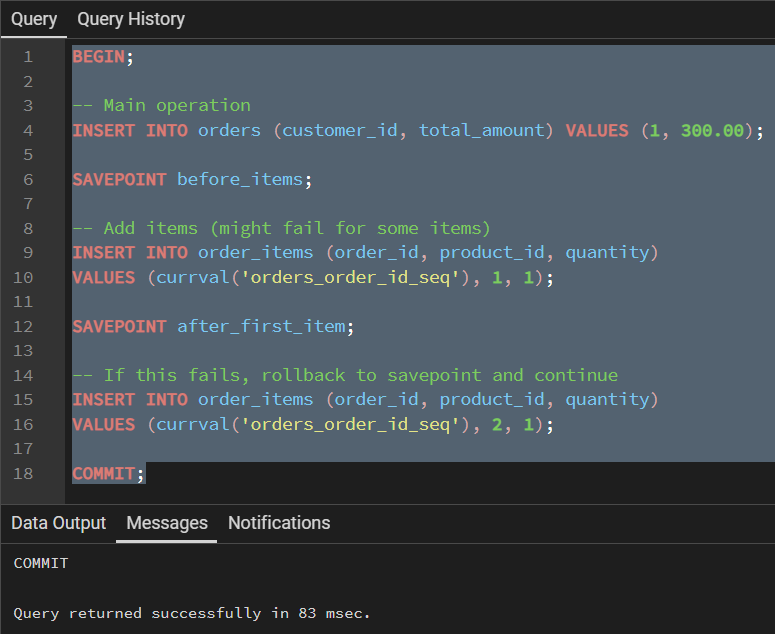 Query Query History
1 BEGIN;
2
3 -- Main operation
4 INSERT INTO orders (customer_id, total_amount) VALUES (1, 300.00);
5
6 SAVEPOINT before_items;
7
8 -- Add items (might fail for some items)
9 INSERT INTO order_items (order_id, product_id, quantity)
10 VALUES (currval('orders_order_id_seq'), 1, 1);
11
12 SAVEPOINT after_first_item;
13
14 -- If this fails, rollback to savepoint and continue
15 INSERT INTO order_items (order_id, product_id, quantity)
16 VALUES (currval('orders_order_id_seq'), 2, 1);
17
18 COMMIT;
Data Output Messages Notifications
COMMIT
Query returned successfully in 83 msec.